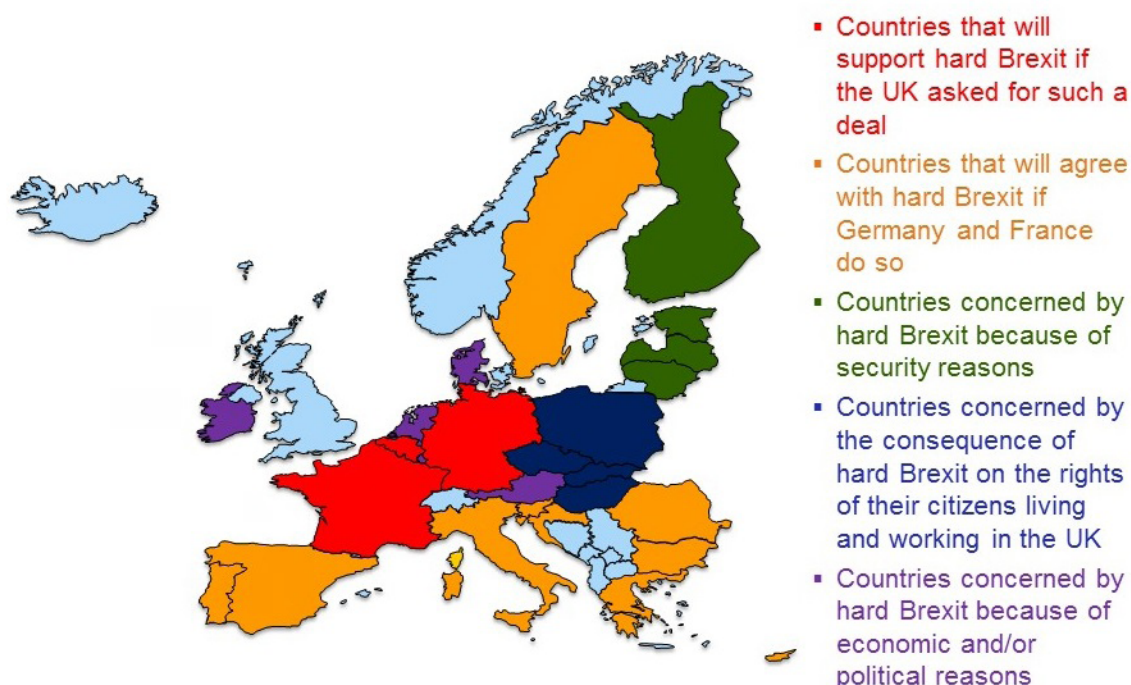 ▪ Countries that will
support hard Brexit if
the UK asked for such a
deal
▪ Countries that will agree
with hard Brexit if
Germany and France
do so
▪ Countries concerned by
hard Brexit because of
security reasons
▪ Countries concerned by
the consequence of
hard Brexit on the rights
of their citizens living
and working in the UK
▪ Countries concerned by
hard Brexit because of
economic and/or
political reasons